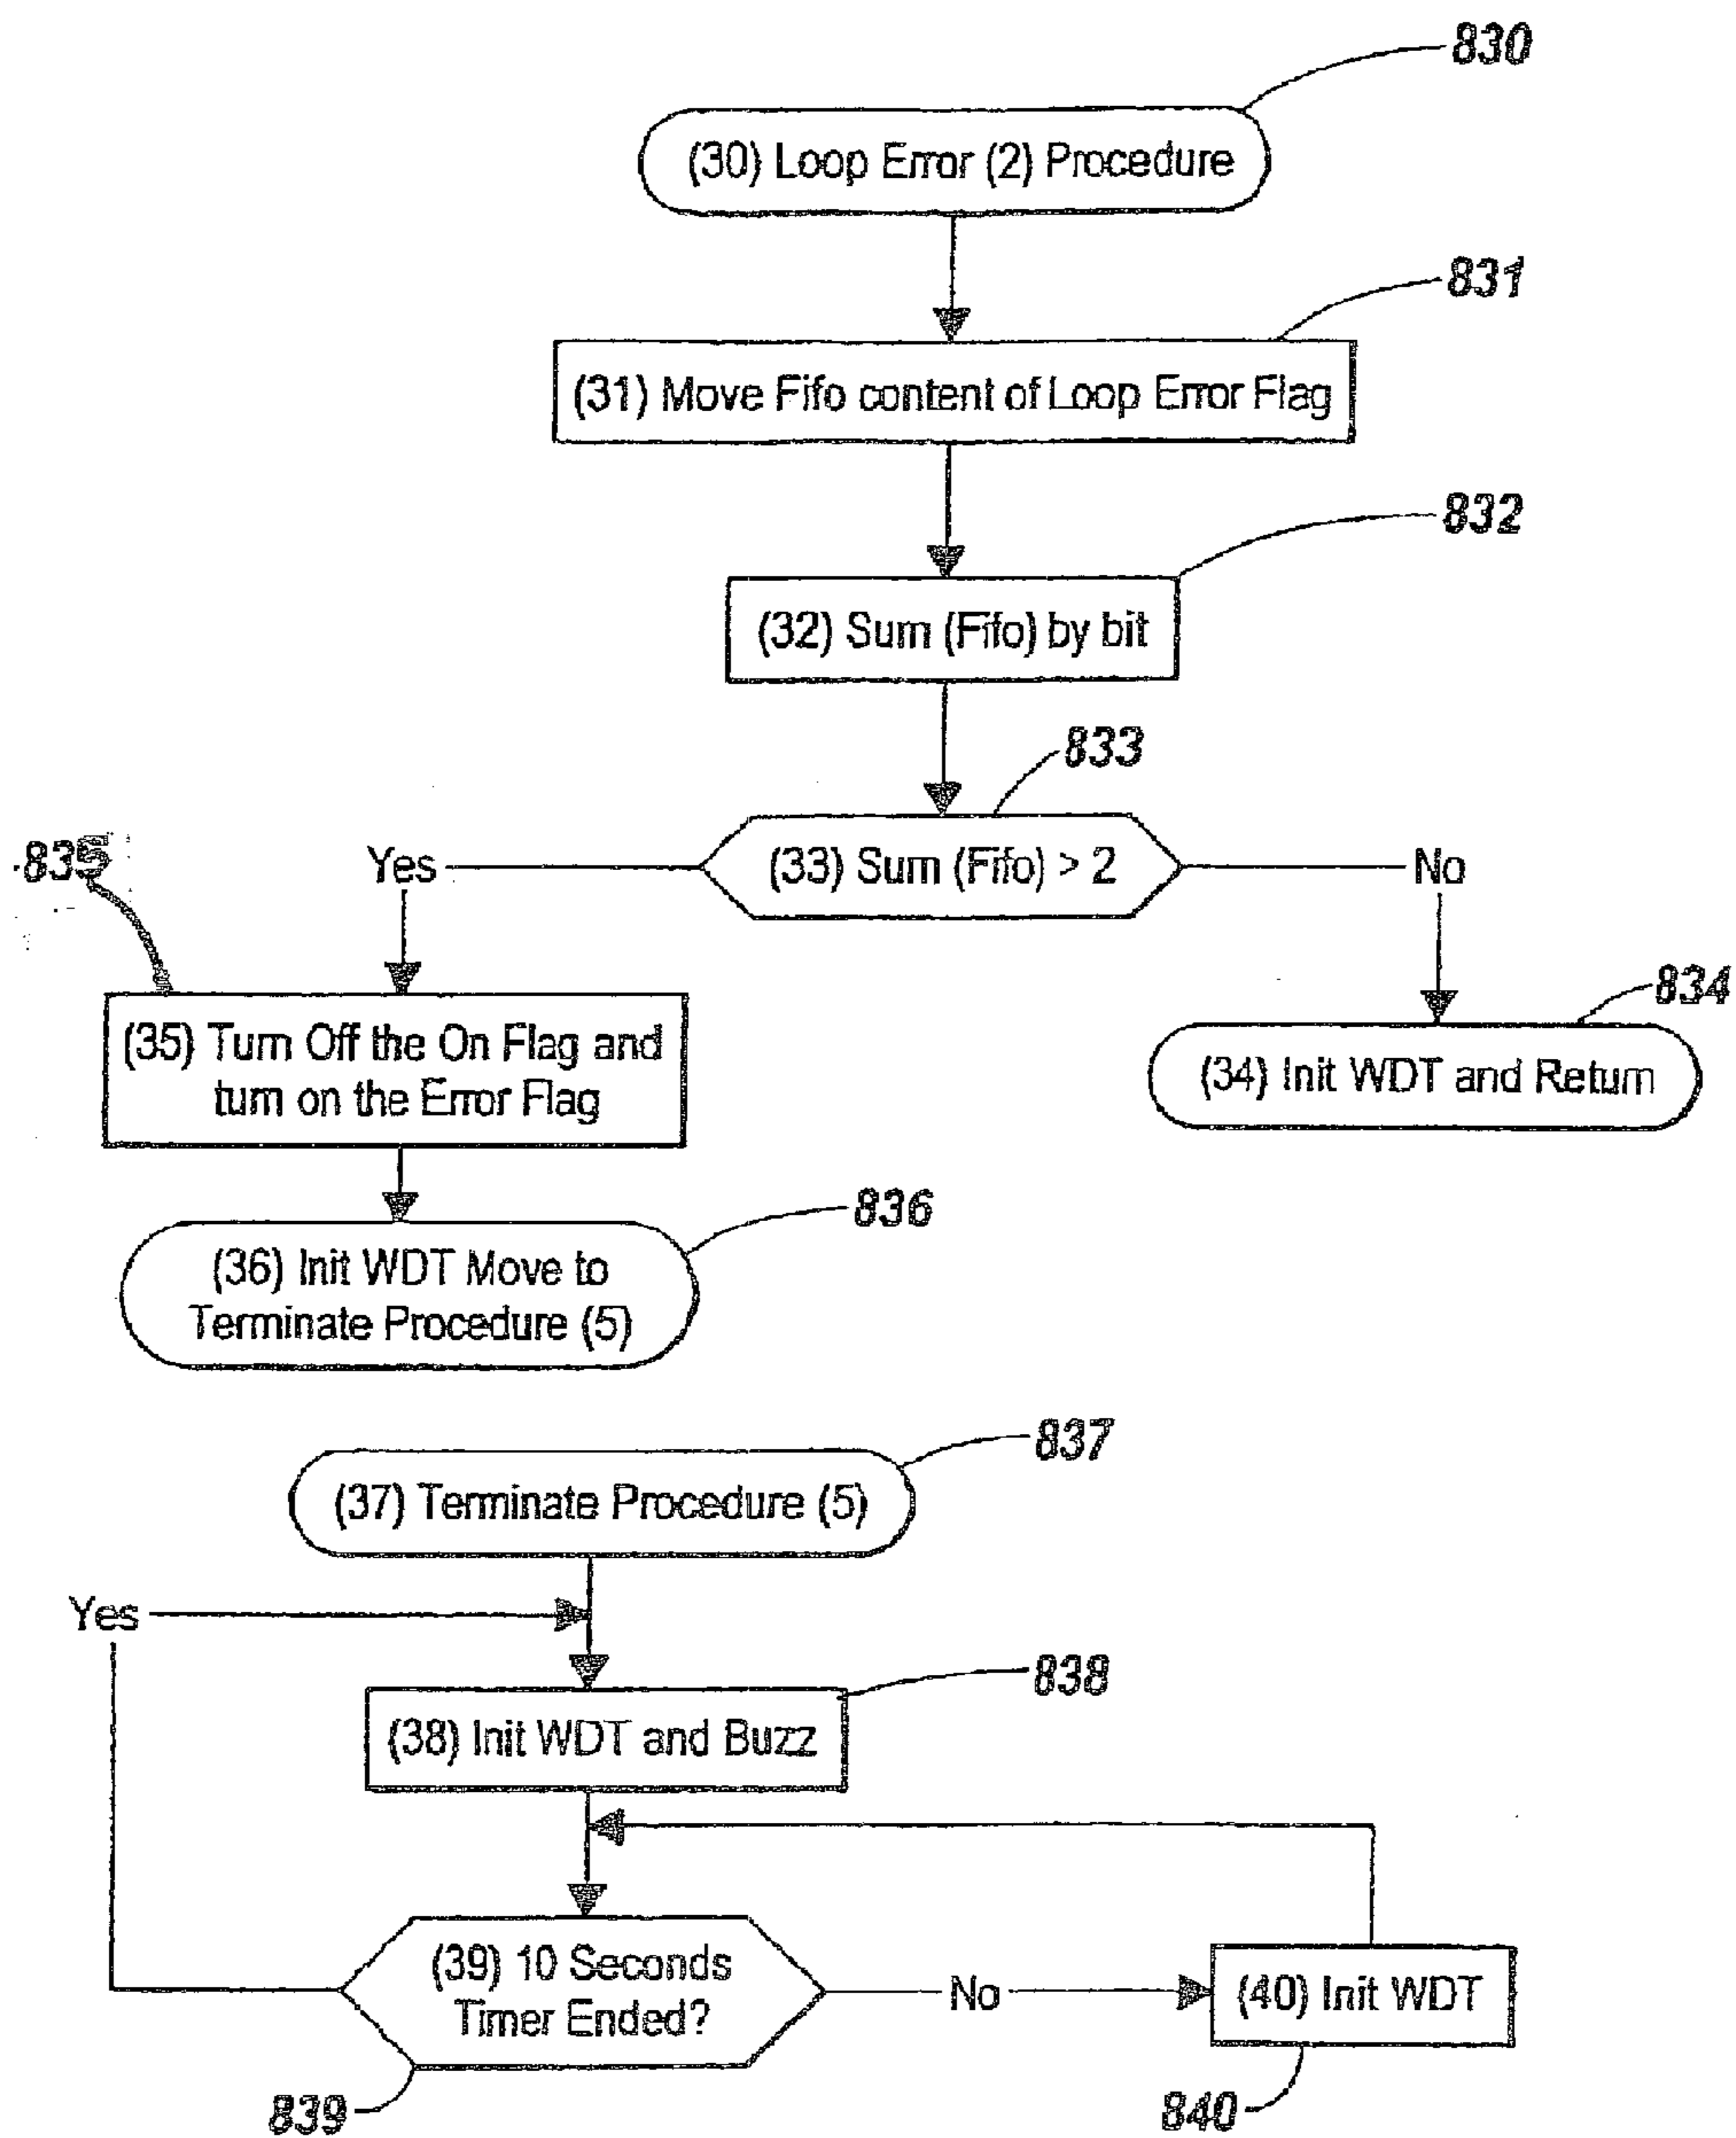 830
(30) Loop Error (2) Procedure
831
(31) Move Fifo content of Loop Error Flag
832
(32) Sum (Fifo) by bit
833
835
Yes
(33) Sum (Fifo) > 2
No
834
(35) Turn Off the On Flag and
turn on the Error Flag
(34) Init WDT and Return
836
(36) Init WDT Move to
Terminate Procedure (5)
837
(37) Terminate Procedure (5)
Yes
838
(38) Init WDT and Buzz
(39) 10 Seconds
Timer Ended?
No
(40) Init WDT
839
840